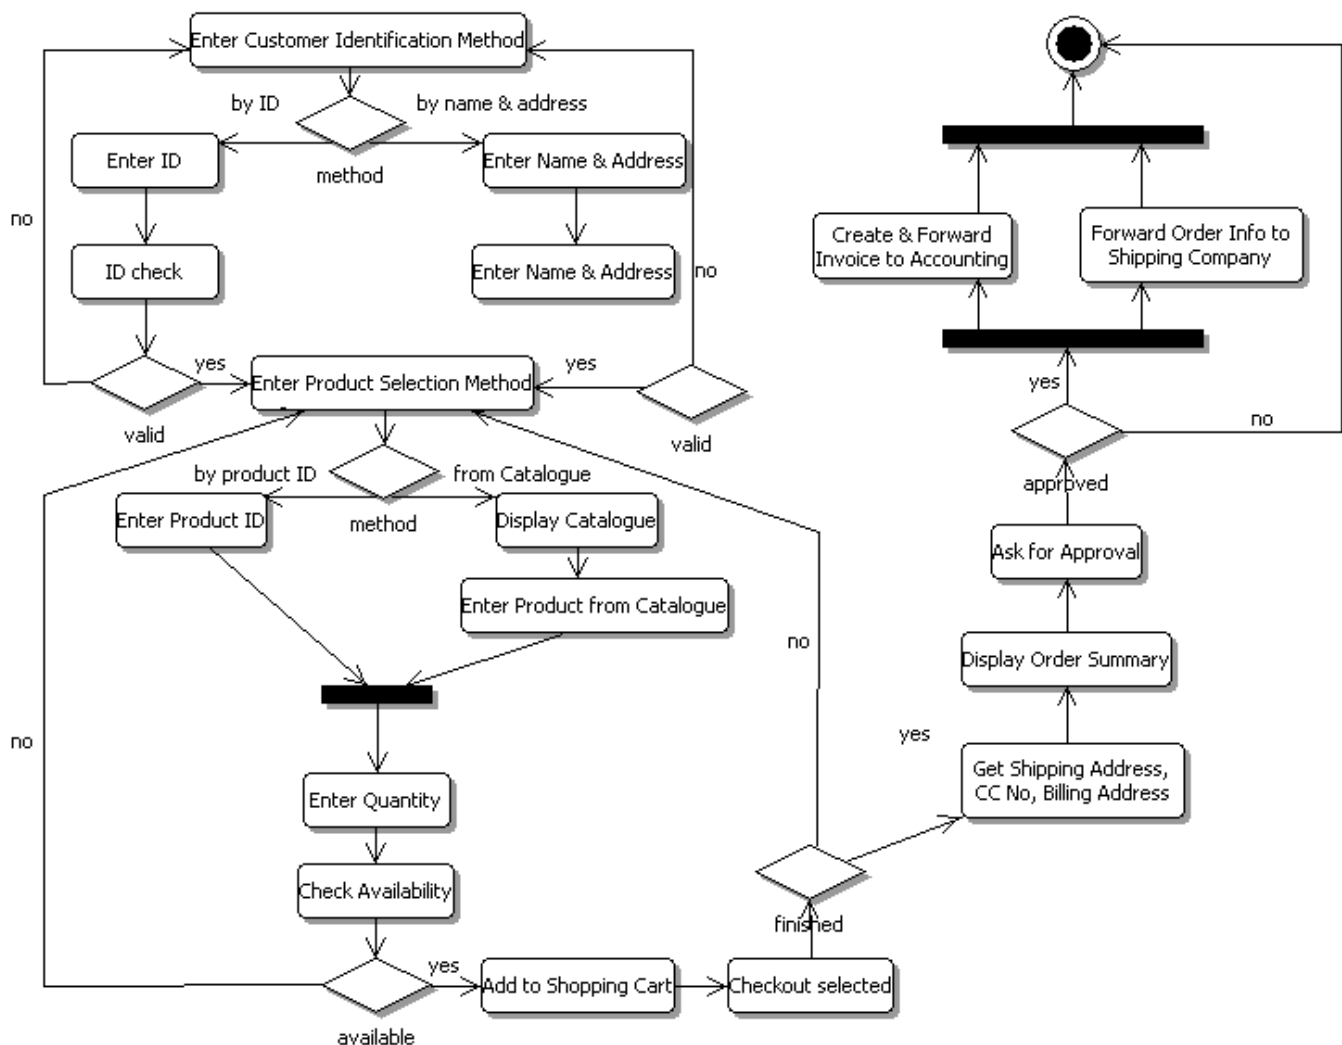 Enter Customer Identification Method
by ID
by name & address
Enter ID
method
Enter Name & Address
no
ID check
Enter Name & Address
no
yes
Enter Product Selection Method
yes
valid
valid
by product ID
from Catalogue
Enter Product ID
method
Display Catalogue
Enter Product from Catalogue
no
no
Enter Quantity
Check Availability
yes
Add to Shopping Cart
Checkout selected
available
finished
yes
Get Shipping Address,
CC No, Billing Address
Display Order Summary
Ask for Approval
approved
yes
no
Create & Forward
Invoice to Accounting
Forward Order Info to
Shipping Company